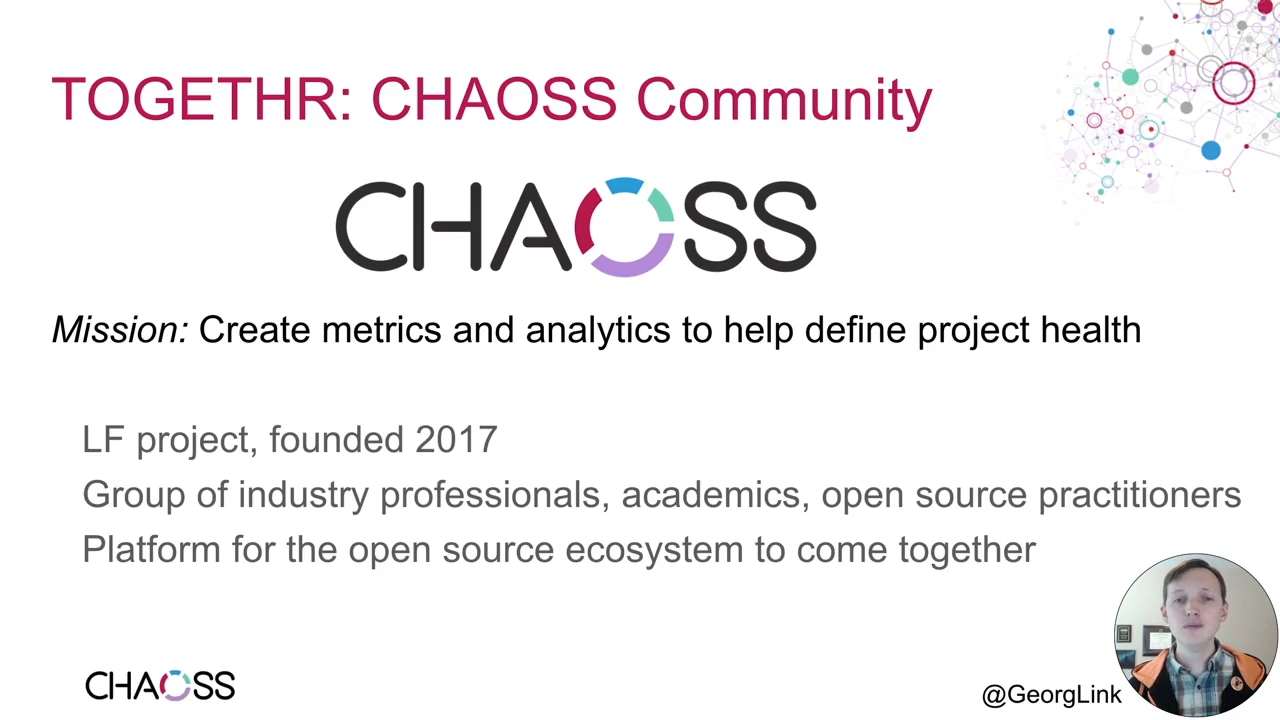 TOGETHR: CHAOSS Community
CHAOSS
Mission: Create metrics and analytics to help define project health
LF project, founded 2017
Group of industry professionals, academics, open source practitioners
Platform for the open source ecosystem to come together
CHAOSS
@GeorgLink